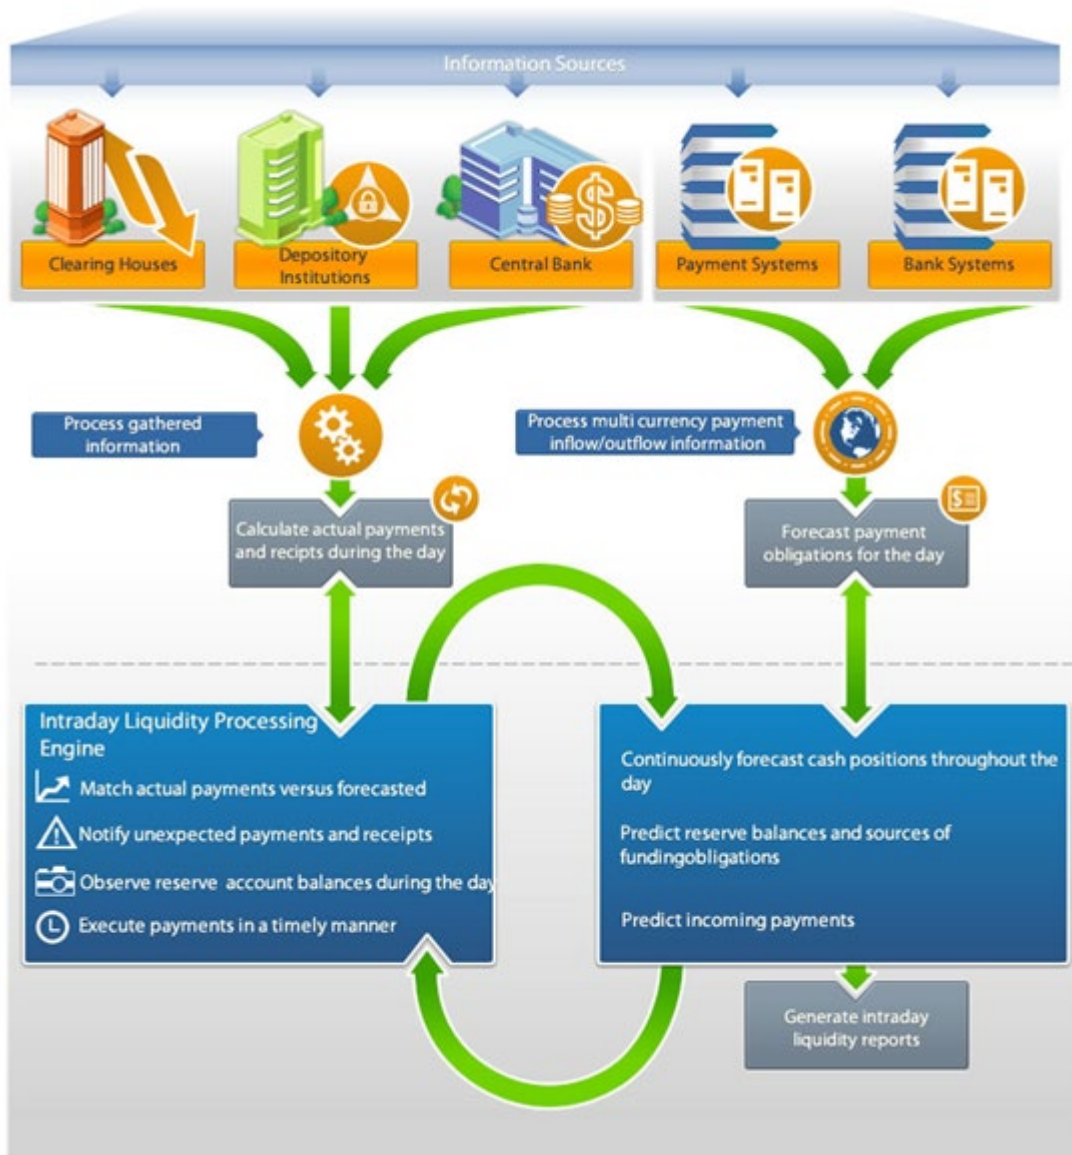 Information Sources
Clearing Houses
Depository
Institutions
Central Bank
Payment Systems
Bank Systems
Process gathered
information
Process multi currency payment
inflow/outflow information
Calculate actual payments
and recipts during the day
Forecast payment
obligations for the day
Intraday Liquidity Processing
Engine
Match actual payments versus forecasted
Notify unexpected payments and receipts
Observe reserve account balances during the day
Execute payments in a timely manner
Continuously forecast cash positions throughout the
day
Predict reserve balances and sources of
fundingobligations
Predict incoming payments
Generate intraday
liquidity reports